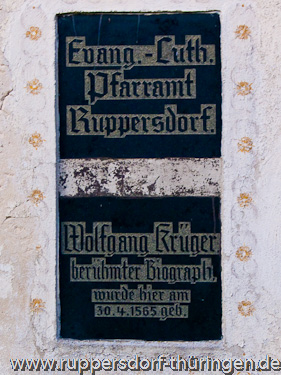 Evang.-Luth.
Pfarramt
Ruppersdorf.
Wolfgang Krüger
berühmter Biograph,
wurde hier am
30.4.1565 geb.
www.ruppersdorf-thüringen.de